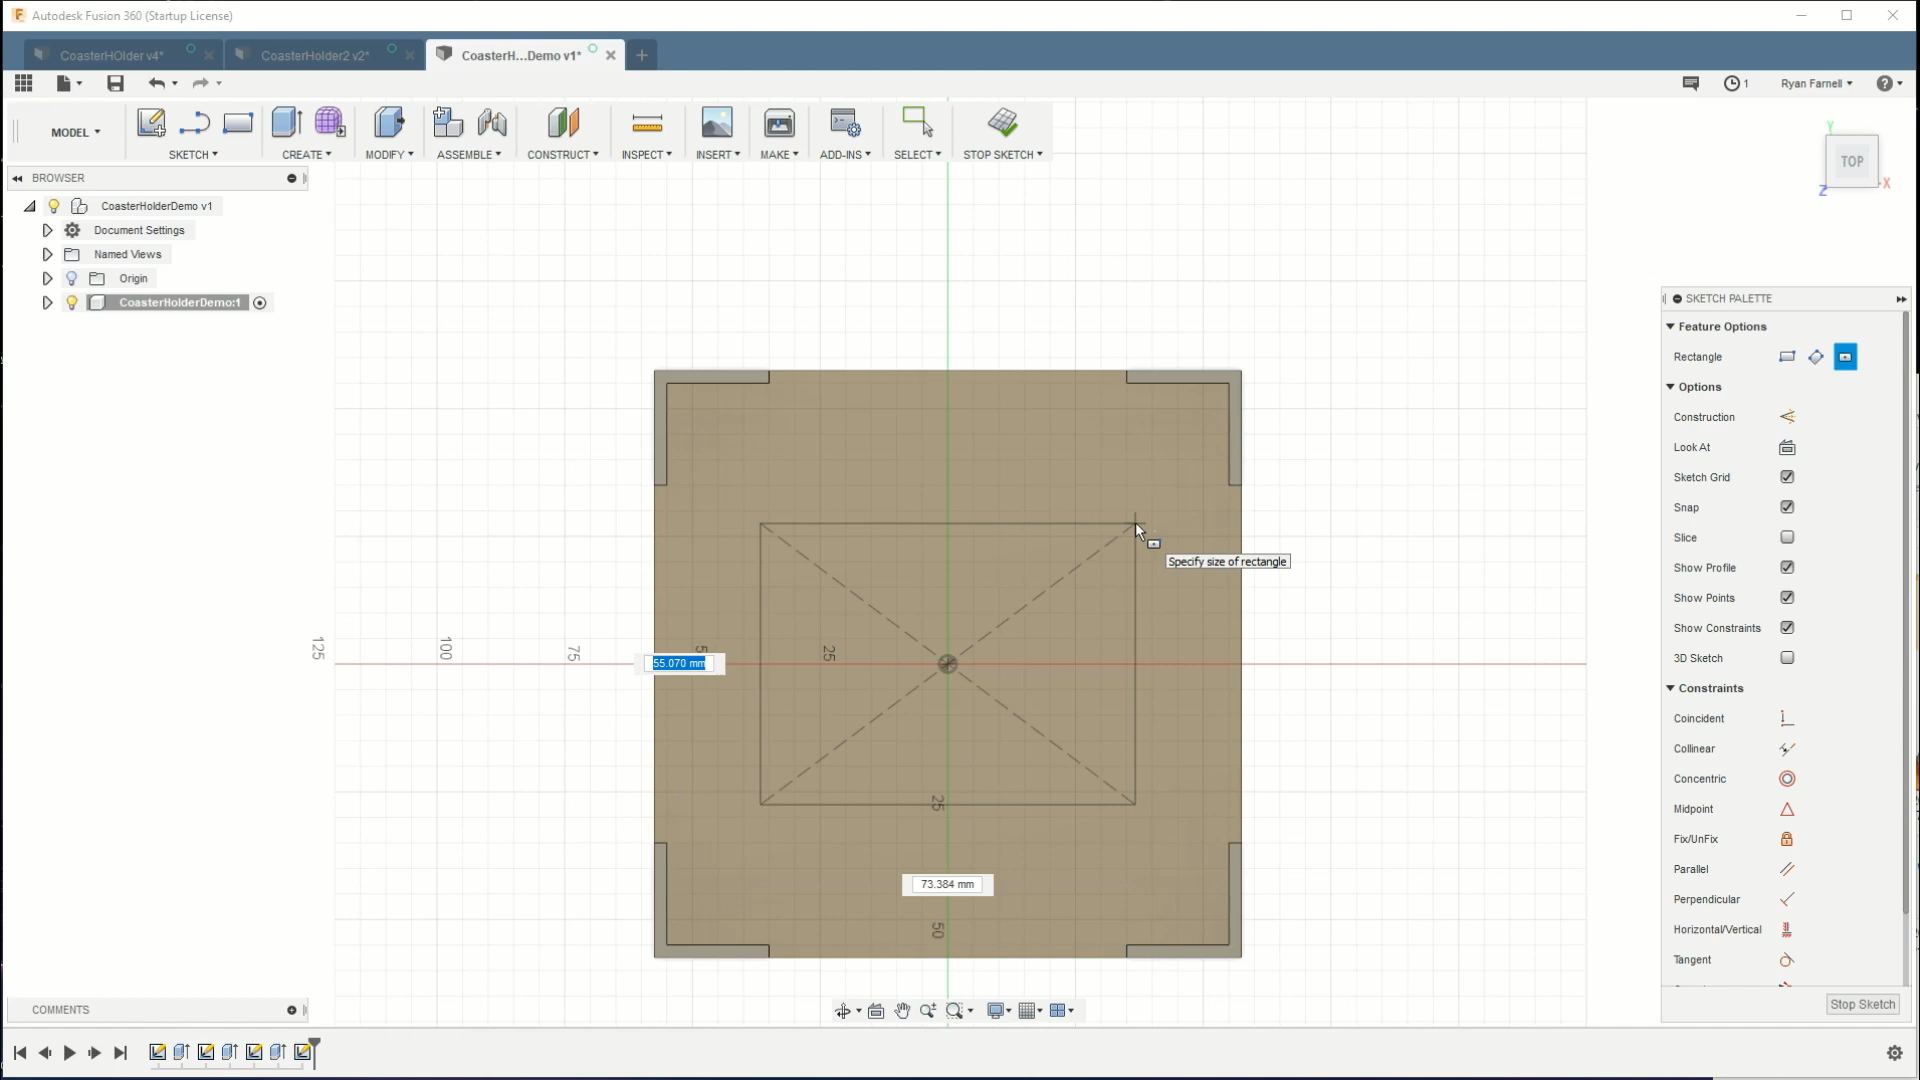 Autodesk Fusion 360 (Startup License)
CoasterHOlder v4*
CoasterHolder2 v2*
CoasterH...Demo v1*
1
Ryan Farnell
MODEL
SKETCH
CREATE
MODIFY
ASSEMBLE
CONSTRUCT
INSPECT
INSERT
MAKE
ADD-INS
SELECT
STOP SKETCH
Y
TOP
X
Z
BROWSER
CoasterHolderDemo v1
Document Settings
Named Views
Origin
CoasterHolderDemo:1
SKETCH PALETTE
Feature Options
Rectangle
Options
Construction
Look At
Sketch Grid
Snap
Slice
Show Profile
Show Points
Show Constraints
3D Sketch
Constraints
Coincident
Collinear
Concentric
Midpoint
Fix/UnFix
Parallel
Perpendicular
Horizontal/Vertical
Tangent
Stop Sketch
Specify size of rectangle
125
100
75
5
25
55.070 mm
25
73.384 mm
50
COMMENTS